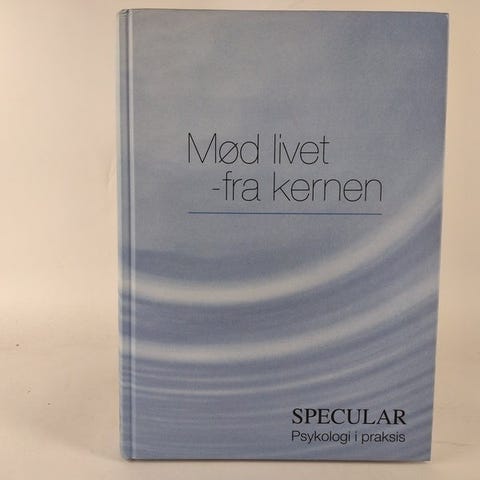 Mød livet
-fra kernen
SPECULAR
Psykologi i praksis